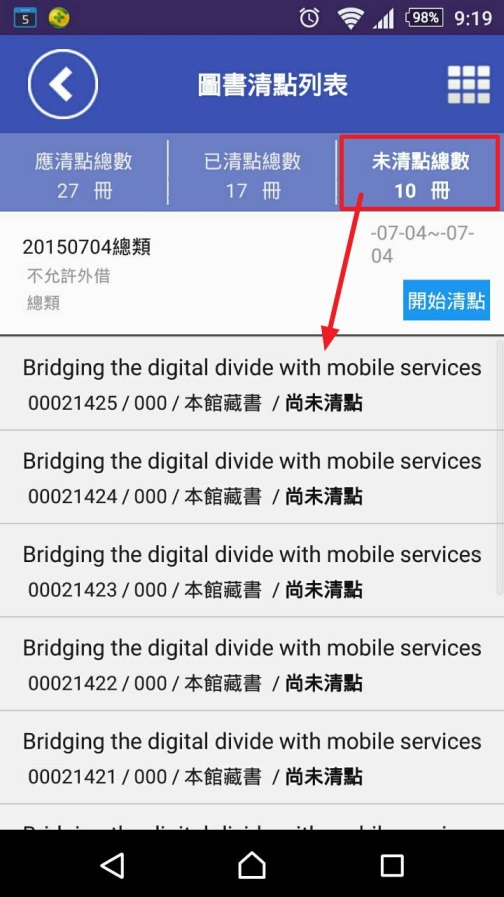 5
98% 9:19
圖書清點列表
應清點總數
27 冊
已清點總數
17 冊
未清點總數
10 冊
20150704總類
不允許外借
總類
-07-04~-07-
04
開始清點
Bridging the digital divide with mobile services
00021425 / 000 / 本館藏書 / 尚未清點
Bridging the digital divide with mobile services
00021424 / 000 / 本館藏書 / 尚未清點
Bridging the digital divide with mobile services
00021423 / 000 / 本館藏書 / 尚未清點
Bridging the digital divide with mobile services
00021422 / 000 / 本館藏書 / 尚未清點
Bridging the digital divide with mobile services
00021421 / 000 / 本館藏書 / 尚未清點